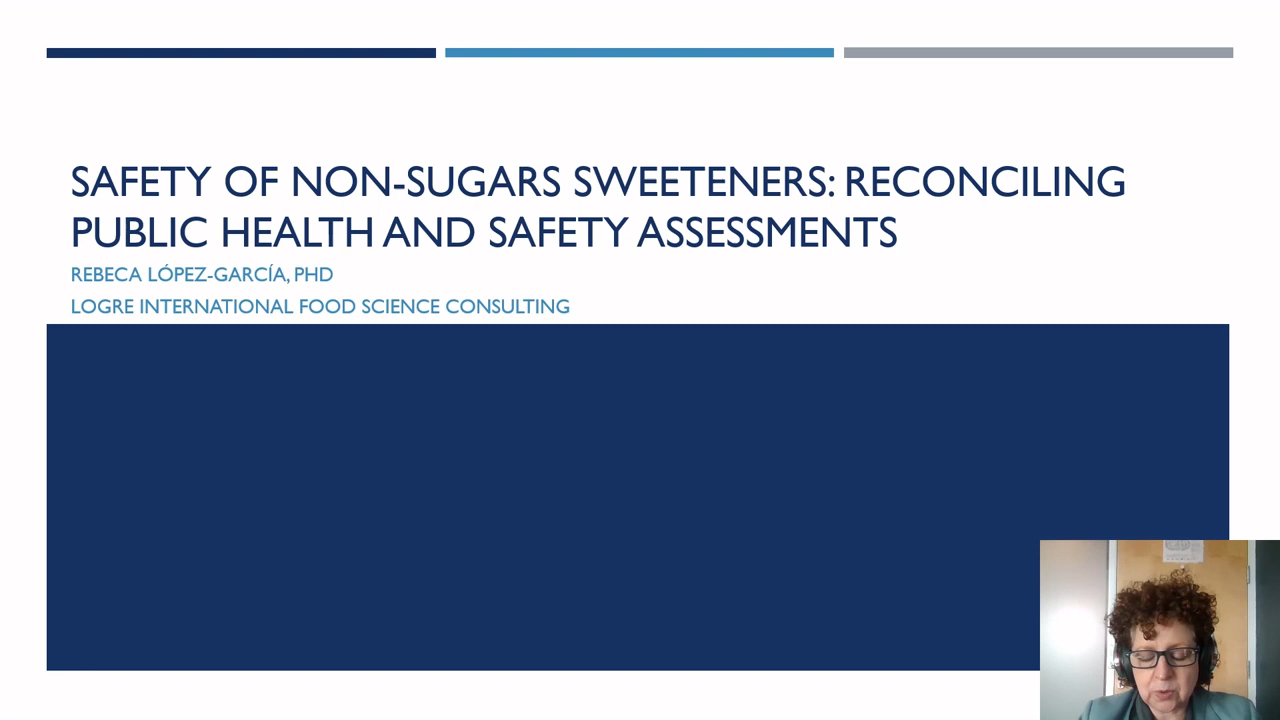 SAFETY OF NON-SUGARS SWEETENERS: RECONCILING
PUBLIC HEALTH AND SAFETY ASSESSMENTS
REBECA LÓPEZ-GARCÍA, PHD
LOGRE INTERNATIONAL FOOD SCIENCE CONSULTING